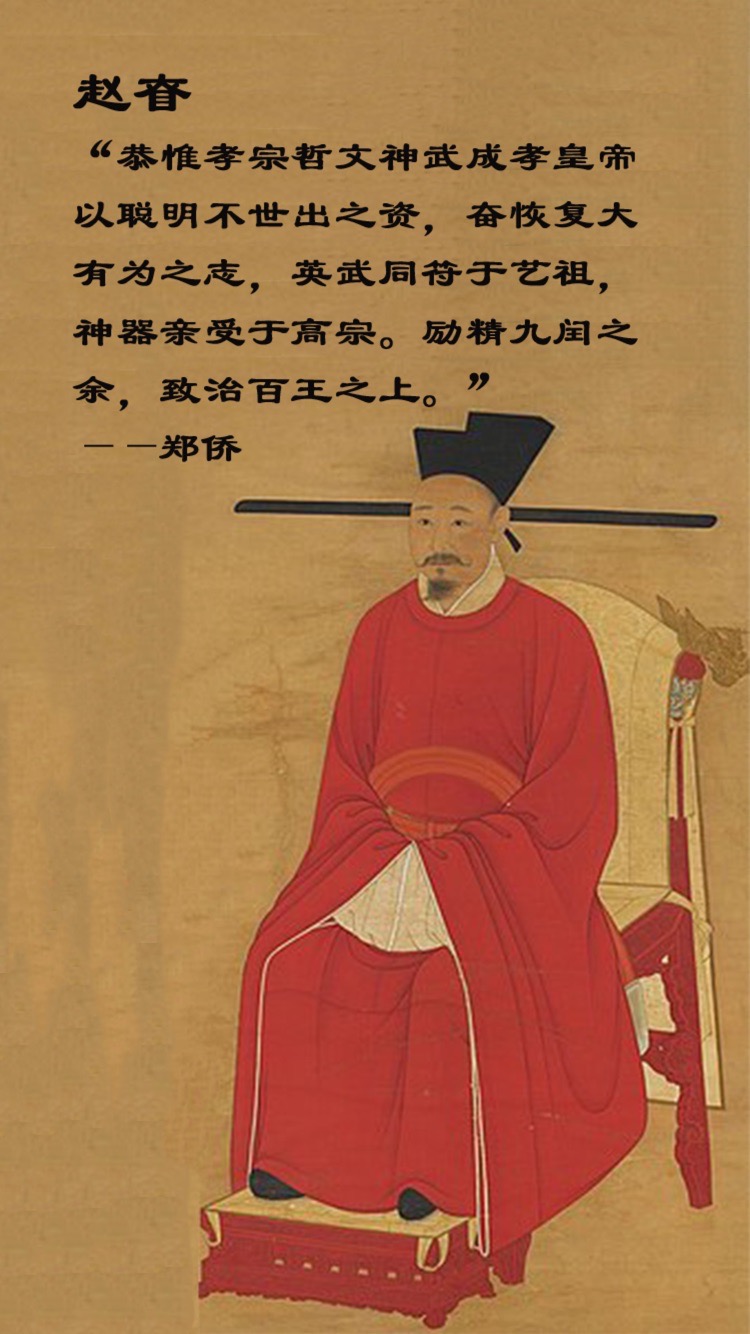 赵昚
“恭惟孝宗哲文神武成孝皇帝
以聪明不世出之资，奋恢复大
有为之志，英武同符于艺祖，
神器亲受于高宗。励精九闰之
余，致治百王之上。”
——郑侨